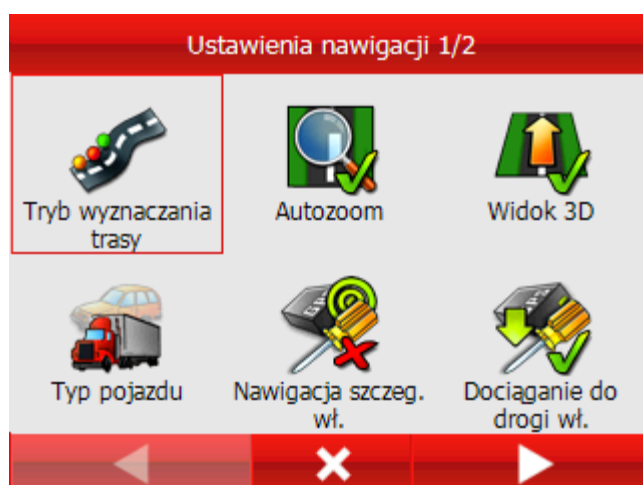 Ustawienia nawigacji 1/2
Tryb wyznaczania
trasy
Autozoom
Widok 3D
Typ pojazdu
Nawigacja szczeg.
wł.
Dociąganie do
drogi wł.